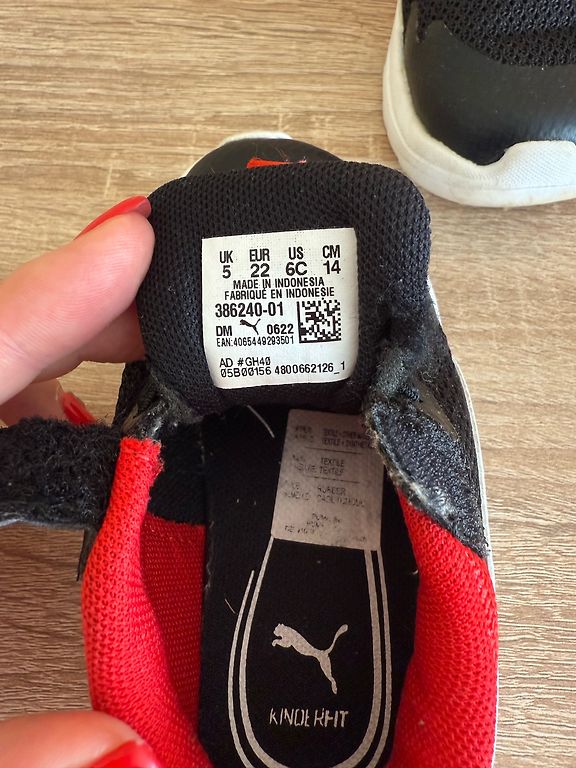 UK EUR US CM
5 22 6C 14
MADE IN INDONESIA
FABRIQUÉ EN INDONESIE
386240-01
DM 0622
EAN:4065449293501
AD #GH40
05B00156 4800662126_1
TEXTILE
KINDERFIT